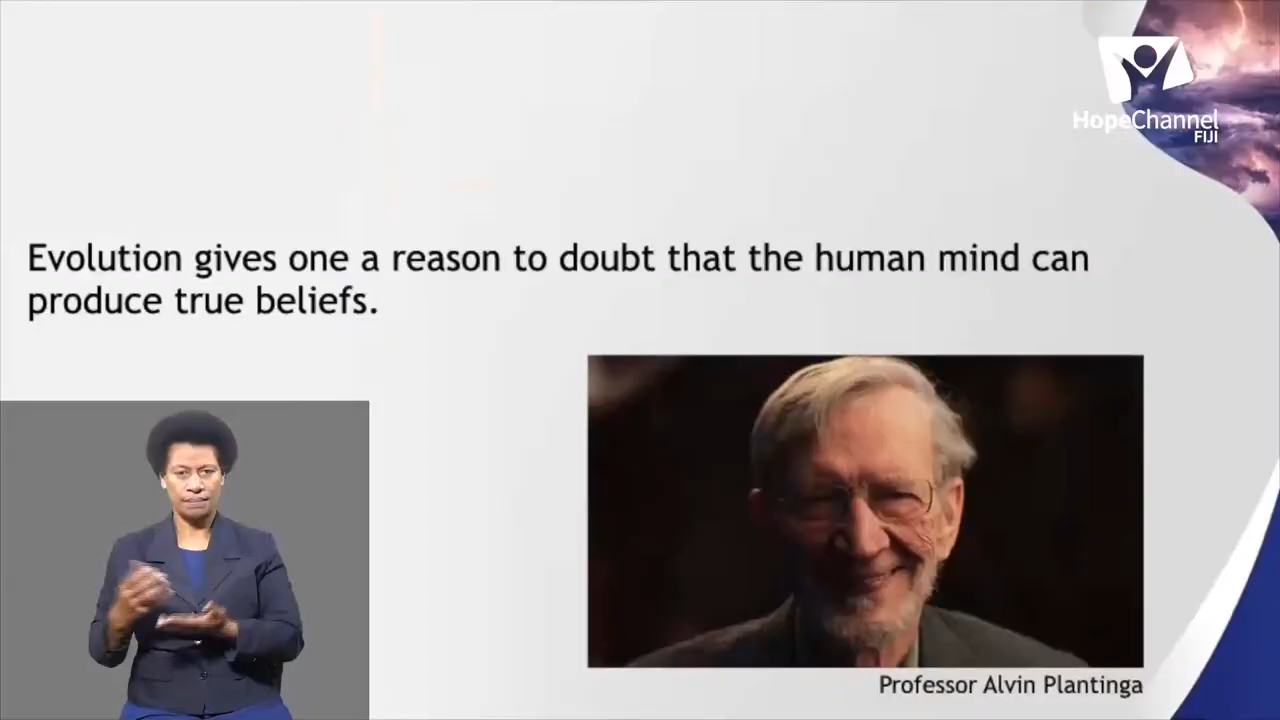 HopeChannel
FIJI
Evolution gives one a reason to doubt that the human mind can
produce true beliefs.
Professor Alvin Plantinga